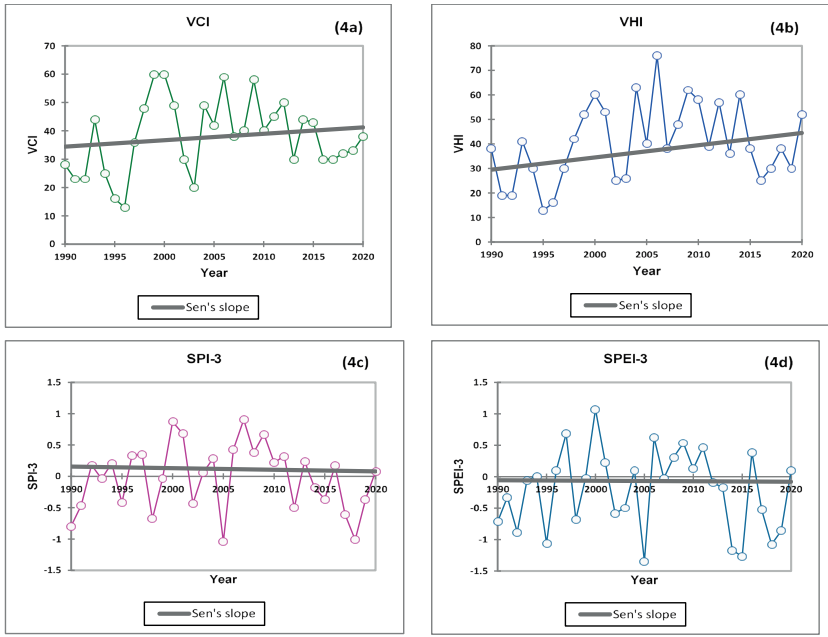 VCI (4a)
70
60
50
40
30
20
10
0
VCI
1990 1995 2000 2005 2010 2015 2020
Year
Sen's slope
VHI (4b)
80
70
60
50
40
30
20
10
0
VHI
1990 1995 2000 2005 2010 2015 2020
Year
Sen's slope
SPI-3 (4c)
1.5
1
0.5
0
-0.5
-1
-1.5
SPI-3
1990 1995 2000 2005 2010 2015 2020
Year
Sen's slope
SPEI-3 (4d)
1.5
1
0.5
0
-0.5
-1
-1.5
SPEI-3
1990 1995 2000 2005 2010 2015 2020
Year
Sen's slope